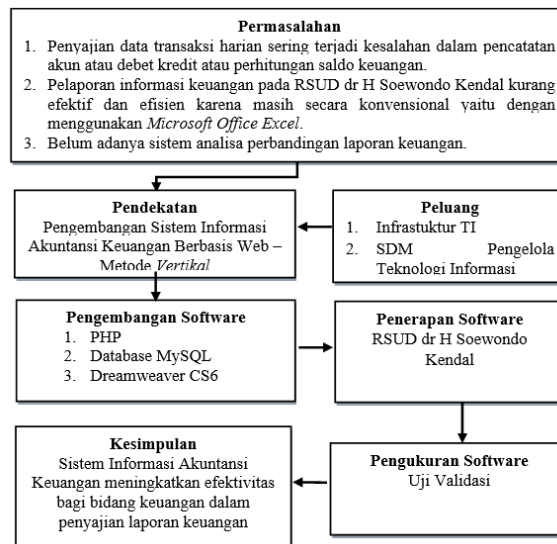 Permasalahan
1. Penyajian data transaksi harian sering terjadi kesalahan dalam pencatatan
akun atau debet kredit atau perhitungan saldo keuangan.
2. Pelaporan informasi keuangan pada RSUD dr H Soewondo Kendal kurang
efektif dan efisien karena masih secara konvensional yaitu dengan
menggunakan Microsoft Office Excel.
3. Belum adanya sistem analisa perbandingan laporan keuangan.
Pendekatan
Pengembangan Sistem Informasi
Akuntansi Keuangan Berbasis Web –
Metode Vertikal
Peluang
1. Infrastuktur TI
2. SDM Pengelola
Teknologi Informasi
Pengembangan Software
1. PHP
2. Database MySQL
3. Dreamweaver CS6
Penerapan Software
RSUD dr H Soewondo
Kendal
Pengukuran Software
Uji Validasi
Kesimpulan
Sistem Informasi Akuntansi
Keuangan meningkatkan efektivitas
bagi bidang keuangan dalam
penyajian laporan keuangan